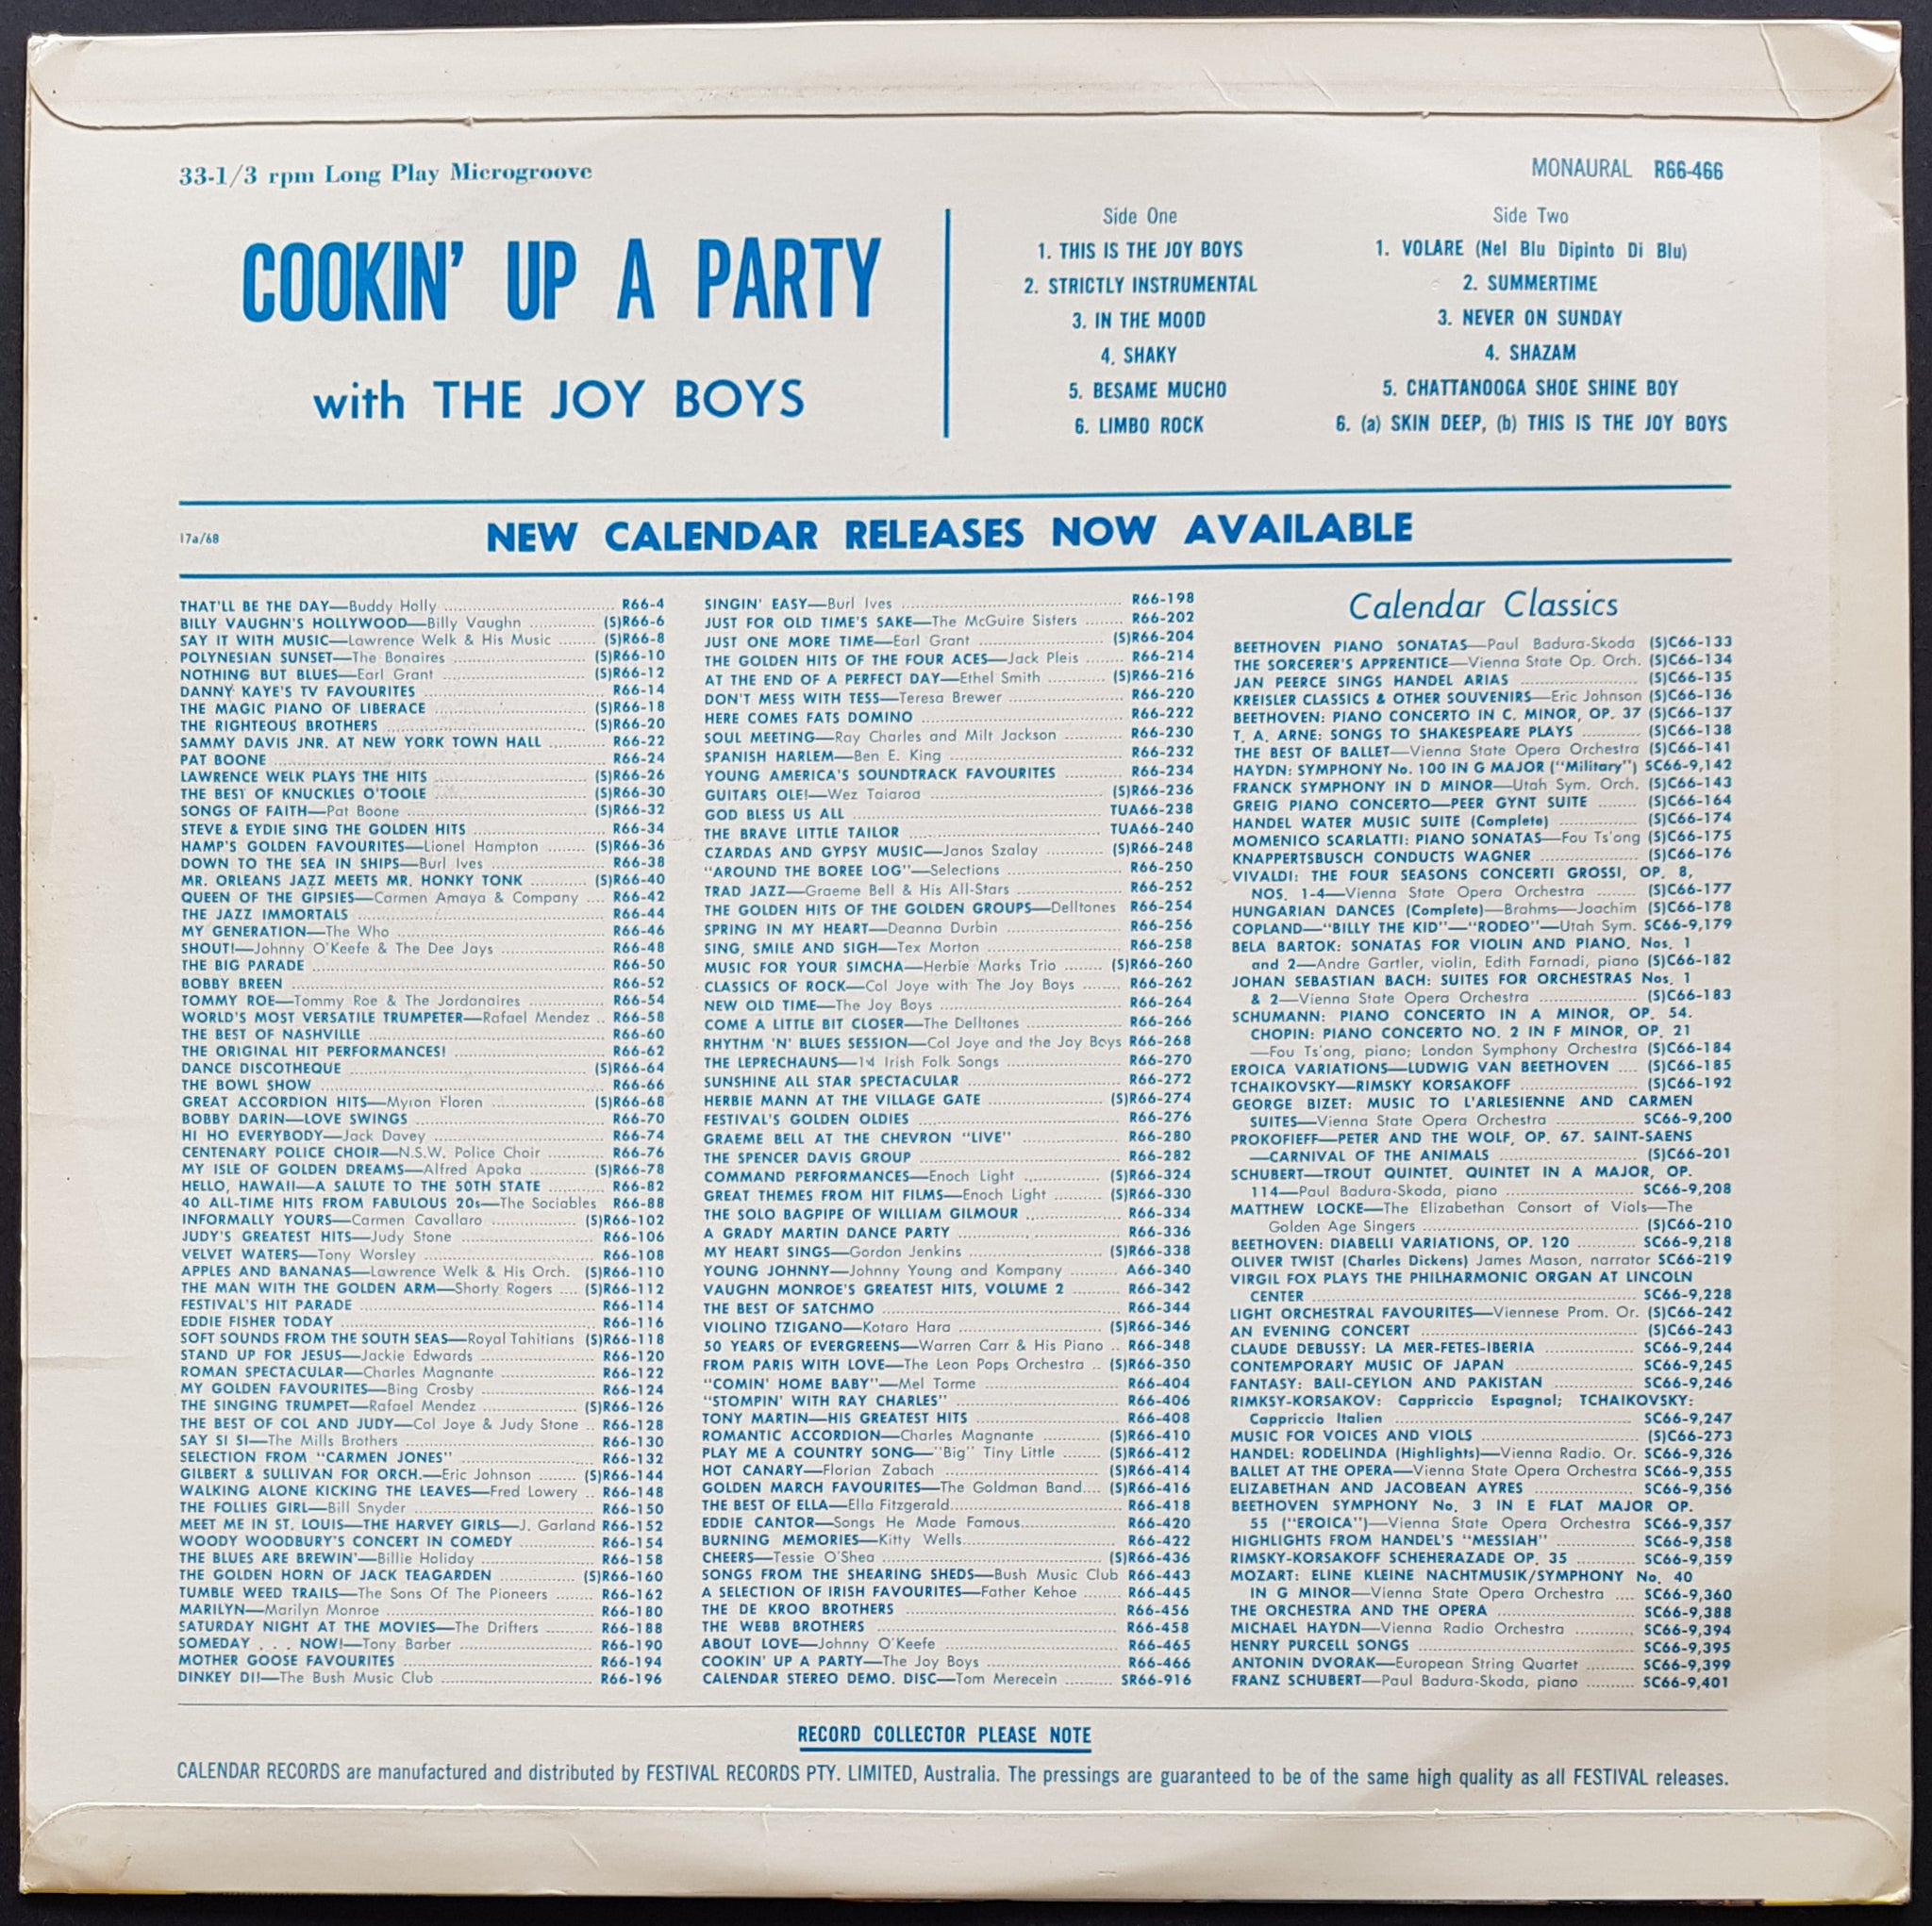 33-1/3 rpm Long Play Microgroove
MONAURAL R66-466
COOKIN' UP A PARTY
with THE JOY BOYS
Side One
1. THIS IS THE JOY BOYS
2. STRICTLY INSTRUMENTAL
3. IN THE MOOD
4. SHAKY
5. BESAME MUCHO
6. LIMBO ROCK
Side Two
1. VOLARE (Nel Blu Dipinto Di Blu)
2. SUMMERTIME
3. NEVER ON SUNDAY
4. SHAZAM
5. CHATTANOOGA SHOE SHINE BOY
6. (a) SKIN DEEP, (b) THIS IS THE JOY BOYS
17a/68
NEW CALENDAR RELEASES NOW AVAILABLE
THAT'LL BE THE DAY—Buddy Holly R66-4
BILLY VAUGHN'S HOLLYWOOD—Billy Vaughn (S)R66-6
SAY IT WITH MUSIC—Lawrence Welk & His Music (S)R66-8
POLYNESIAN SUNSET—The Bonaires (S)R66-10
NOTHING BUT BLUES—Earl Grant (S)R66-12
DANNY KAYE'S TV FAVOURITES R66-14
THE MAGIC PIANO OF LIBERACE (S)R66-18
THE RIGHTEOUS BROTHERS (S)R66-20
SAMMY DAVIS JNR. AT NEW YORK TOWN HALL R66-22
PAT BOONE R66-24
LAWRENCE WELK PLAYS THE HITS (S)R66-26
THE BEST OF KNUCKLES O'TOOLE (S)R66-30
SONGS OF FAITH—Pat Boone (S)R66-32
STEVE & EYDIE SING THE GOLDEN HITS R66-34
HAMP'S GOLDEN FAVOURITES—Lionel Hampton (S)R66-36
DOWN TO THE SEA IN SHIPS—Burl Ives R66-38
MR. ORLEANS JAZZ MEETS MR. HONKY TONK (S)R66-40
QUEEN OF THE GIPSIES—Carmen Amaya & Company R66-42
THE JAZZ IMMORTALS R66-44
MY GENERATION—The Who R66-46
SHOUT!—Johnny O'Keefe & The Dee Jays R66-48
THE BIG PARADE R66-50
BOBBY BREEN R66-52
TOMMY ROE—Tommy Roe & The Jordanaires R66-54
WORLD'S MOST VERSATILE TRUMPETER—Rafael Mendez R66-58
THE BEST OF NASHVILLE R66-60
THE ORIGINAL HIT PERFORMANCES! R66-62
DANCE DISCOTHEQUE (S)R66-64
THE BOWL SHOW R66-66
GREAT ACCORDION HITS—Myron Floren (S)R66-68
BOBBY DARIN—LOVE SWINGS R66-70
HI HO EVERYBODY—Jack Davey R66-74
CENTENARY POLICE CHOIR—N.S.W. Police Choir R66-76
MY ISLE OF GOLDEN DREAMS—Alfred Apaka (S)R66-78
HELLO, HAWAII—A SALUTE TO THE 50TH STATE R66-82
40 ALL-TIME HITS FROM FABULOUS 20s—The Sociables R66-88
INFORMALLY YOURS—Carmen Cavallaro (S)R66-102
JUDY'S GREATEST HITS—Judy Stone R66-106
VELVET WATERS—Tony Worsley R66-108
APPLES AND BANANAS—Lawrence Welk & His Orch. (S)R66-110
THE MAN WITH THE GOLDEN ARM—Shorty Rogers (S)R66-112
FESTIVAL'S HIT PARADE R66-114
EDDIE FISHER TODAY R66-116
SOFT SOUNDS FROM THE SOUTH SEAS—Royal Tahitians (S)R66-118
STAND UP FOR JESUS—Jackie Edwards R66-120
ROMAN SPECTACULAR—Charles Magnante R66-122
MY GOLDEN FAVOURITES—Bing Crosby R66-124
THE SINGING TRUMPET—Rafael Mendez (S)R66-126
THE BEST OF COL AND JUDY—Col Joye & Judy Stone R66-128
SAY SI SI—The Mills Brothers R66-130
SELECTION FROM "CARMEN JONES" R66-132
GILBERT & SULLIVAN FOR ORCH.—Eric Johnson (S)R66-144
WALKING ALONE KICKING THE LEAVES—Fred Lowery R66-148
THE FOLLIES GIRL—Bill Snyder R66-150
MEET ME IN ST. LOUIS—THE HARVEY GIRLS—J. Garland R66-152
WOODY WOODBURY'S CONCERT IN COMEDY R66-154
THE BLUES ARE BREWIN'—Billie Holiday R66-158
THE GOLDEN HORN OF JACK TEAGARDEN (S)R66-160
TUMBLE WEED TRAILS—The Sons Of The Pioneers R66-162
MARILYN—Marilyn Monroe R66-180
SATURDAY NIGHT AT THE MOVIES—The Drifters R66-188
SOMEDAY . . . NOW!—Tony Barber R66-190
MOTHER GOOSE FAVOURITES R66-194
DINKEY DI!—The Bush Music Club R66-196
SINGIN' EASY—Burl Ives R66-198
JUST FOR OLD TIME'S SAKE—The McGuire Sisters R66-202
JUST ONE MORE TIME—Earl Grant (S)R66-204
THE GOLDEN HITS OF THE FOUR ACES—Jack Pleis R66-214
AT THE END OF A PERFECT DAY—Ethel Smith (S)R66-216
DON'T MESS WITH TESS—Teresa Brewer R66-220
HERE COMES FATS DOMINO R66-222
SOUL MEETING—Ray Charles and Milt Jackson R66-230
SPANISH HARLEM—Ben E. King R66-232
YOUNG AMERICA'S SOUNDTRACK FAVOURITES R66-234
GUITARS OLE!—Wez Taiaroa (S)R66-236
GOD BLESS US ALL TUA66-238
THE BRAVE LITTLE TAILOR TUA66-240
CZARDAS AND GYPSY MUSIC—Janos Szalay (S)R66-248
"AROUND THE BOREE LOG"—Selections R66-250
TRAD JAZZ—Graeme Bell & His All-Stars R66-252
THE GOLDEN HITS OF THE GOLDEN GROUPS—Delltones R66-254
SPRING IN MY HEART—Deanna Durbin R66-256
SING, SMILE AND SIGH—Tex Morton R66-258
MUSIC FOR YOUR SIMCHA—Herbie Marks Trio (S)R66-260
CLASSICS OF ROCK—Col Joye with The Joy Boys R66-262
NEW OLD TIME—The Joy Boys R66-264
COME A LITTLE BIT CLOSER—The Delltones R66-266
RHYTHM 'N' BLUES SESSION—Col Joye and the Joy Boys R66-268
THE LEPRECHAUNS—14 Irish Folk Songs R66-270
SUNSHINE ALL STAR SPECTACULAR R66-272
HERBIE MANN AT THE VILLAGE GATE (S)R66-274
FESTIVAL'S GOLDEN OLDIES R66-276
GRAEME BELL AT THE CHEVRON "LIVE" R66-280
THE SPENCER DAVIS GROUP R66-282
COMMAND PERFORMANCES—Enoch Light (S)R66-324
GREAT THEMES FROM HIT FILMS—Enoch Light (S)R66-330
THE SOLO BAGPIPE OF WILLIAM GILMOUR R66-334
A GRADY MARTIN DANCE PARTY R66-336
MY HEART SINGS—Gordon Jenkins (S)R66-338
YOUNG JOHNNY—Johnny Young and Kompany A66-340
VAUGHN MONROE'S GREATEST HITS, VOLUME 2 R66-342
THE BEST OF SATCHMO R66-344
VIOLINO TZIGANO—Kotaro Hara (S)R66-346
50 YEARS OF EVERGREENS—Warren Carr & His Piano R66-348
FROM PARIS WITH LOVE—The Leon Pops Orchestra (S)R66-350
"COMIN' HOME BABY"—Mel Torme R66-404
"STOMPIN' WITH RAY CHARLES" R66-406
TONY MARTIN—HIS GREATEST HITS R66-408
ROMANTIC ACCORDION—Charles Magnante (S)R66-410
PLAY ME A COUNTRY SONG—"Big" Tiny Little (S)R66-412
HOT CANARY—Florian Zabach (S)R66-414
GOLDEN MARCH FAVOURITES—The Goldman Band (S)R66-416
THE BEST OF ELLA—Ella Fitzgerald R66-418
EDDIE CANTOR—Songs He Made Famous R66-420
BURNING MEMORIES—Kitty Wells R66-422
CHEERS—Tessie O'Shea (S)R66-436
SONGS FROM THE SHEARING SHEDS—Bush Music Club R66-443
A SELECTION OF IRISH FAVOURITES—Father Kehoe R66-445
THE DE KROO BROTHERS R66-456
THE WEBB BROTHERS R66-458
ABOUT LOVE—Johnny O'Keefe R66-465
COOKIN' UP A PARTY—The Joy Boys R66-466
CALENDAR STEREO DEMO. DISC—Tom Merecein SR66-916
Calendar Classics
BEETHOVEN PIANO SONATAS—Paul Badura-Skoda (S)C66-133
THE SORCERER'S APPRENTICE—Vienna State Op. Orch. (S)C66-134
JAN PEERCE SINGS HANDEL ARIAS (S)C66-135
KREISLER CLASSICS & OTHER SOUVENIRS—Eric Johnson (S)C66-136
BEETHOVEN: PIANO CONCERTO IN C. MINOR, OP. 37 (S)C66-137
T. A. ARNE: SONGS TO SHAKESPEARE PLAYS (S)C66-138
THE BEST OF BALLET—Vienna State Opera Orchestra (S)C66-141
HAYDN: SYMPHONY No. 100 IN G MAJOR ("Military") SC66-9,142
FRANCK SYMPHONY IN D MINOR—Utah Sym. Orch. (S)C66-143
GREIG PIANO CONCERTO—PEER GYNT SUITE (S)C66-164
HANDEL WATER MUSIC SUITE (Complete) (S)C66-174
MOMENICO SCARLATTI: PIANO SONATAS—Fou Ts'ong (S)C66-175
KNAPPERTSBUSCH CONDUCTS WAGNER (S)C66-176
VIVALDI: THE FOUR SEASONS CONCERTI GROSSI, OP. 8,
NOS. 1-4—Vienna State Opera Orchestra (S)C66-177
HUNGARIAN DANCES (Complete)—Brahms—Joachim (S)C66-178
COPLAND—"BILLY THE KID"—"RODEO"—Utah Sym. SC66-9,179
BELA BARTOK: SONATAS FOR VIOLIN AND PIANO. Nos. 1
and 2—Andre Gartler, violin, Edith Farnadi, piano (S)C66-182
JOHAN SEBASTIAN BACH: SUITES FOR ORCHESTRAS Nos. 1
& 2—Vienna State Opera Orchestra (S)C66-183
SCHUMANN: PIANO CONCERTO IN A MINOR, OP. 54.
CHOPIN: PIANO CONCERTO NO. 2 IN F MINOR, OP. 21
—Fou Ts'ong, piano; London Symphony Orchestra (S)C66-184
EROICA VARIATIONS—LUDWIG VAN BEETHOVEN (S)C66-185
TCHAIKOVSKY—RIMSKY KORSAKOFF (S)C66-192
GEORGE BIZET: MUSIC TO L'ARLESIENNE AND CARMEN
SUITES—Vienna State Opera Orchestra SC66-9,200
PROKOFIEFF—PETER AND THE WOLF, OP. 67. SAINT-SAENS
—CARNIVAL OF THE ANIMALS (S)C66-201
SCHUBERT—TROUT QUINTET, QUINTET IN A MAJOR, OP.
114—Paul Badura-Skoda, piano SC66-9,208
MATTHEW LOCKE—The Elizabethan Consort of Viols—The
Golden Age Singers (S)C66-210
BEETHOVEN: DIABELLI VARIATIONS, OP. 120 SC66-9,218
OLIVER TWIST (Charles Dickens) James Mason, narrator SC66-219
VIRGIL FOX PLAYS THE PHILHARMONIC ORGAN AT LINCOLN
CENTER SC66-9,228
LIGHT ORCHESTRAL FAVOURITES—Viennese Prom. Or. (S)C66-242
AN EVENING CONCERT (S)C66-243
CLAUDE DEBUSSY: LA MER-FETES-IBERIA SC66-9,244
CONTEMPORARY MUSIC OF JAPAN SC66-9,245
FANTASY: BALI-CEYLON AND PAKISTAN SC66-9,246
RIMKSY-KORSAKOV: Cappriccio Espagnol; TCHAIKOVSKY:
Cappriccio Italien SC66-9,247
MUSIC FOR VOICES AND VIOLS (S)C66-273
HANDEL: RODELINDA (Highlights)—Vienna Radio. Or. SC66-9,326
BALLET AT THE OPERA—Vienna State Opera Orchestra SC66-9,355
ELIZABETHAN AND JACOBEAN AYRES SC66-9,356
BEETHOVEN SYMPHONY No. 3 IN E FLAT MAJOR OP.
55 ("EROICA")—Vienna State Opera Orchestra SC66-9,357
HIGHLIGHTS FROM HANDEL'S "MESSIAH" SC66-9,358
RIMSKY-KORSAKOFF SCHEHERAZADE OP. 35 SC66-9,359
MOZART: ELINE KLEINE NACHTMUSIK/SYMPHONY No. 40
IN G MINOR—Vienna State Opera Orchestra SC66-9,360
THE ORCHESTRA AND THE OPERA SC66-9,388
MICHAEL HAYDN—Vienna Radio Orchestra SC66-9,394
HENRY PURCELL SONGS SC66-9,395
ANTONIN DVORAK—European String Quartet SC66-9,399
FRANZ SCHUBERT—Paul Badura-Skoda, piano SC66-9,401
RECORD COLLECTOR PLEASE NOTE
CALENDAR RECORDS are manufactured and distributed by FESTIVAL RECORDS PTY. LIMITED, Australia. The pressings are guaranteed to be of the same high quality as all FESTIVAL releases.